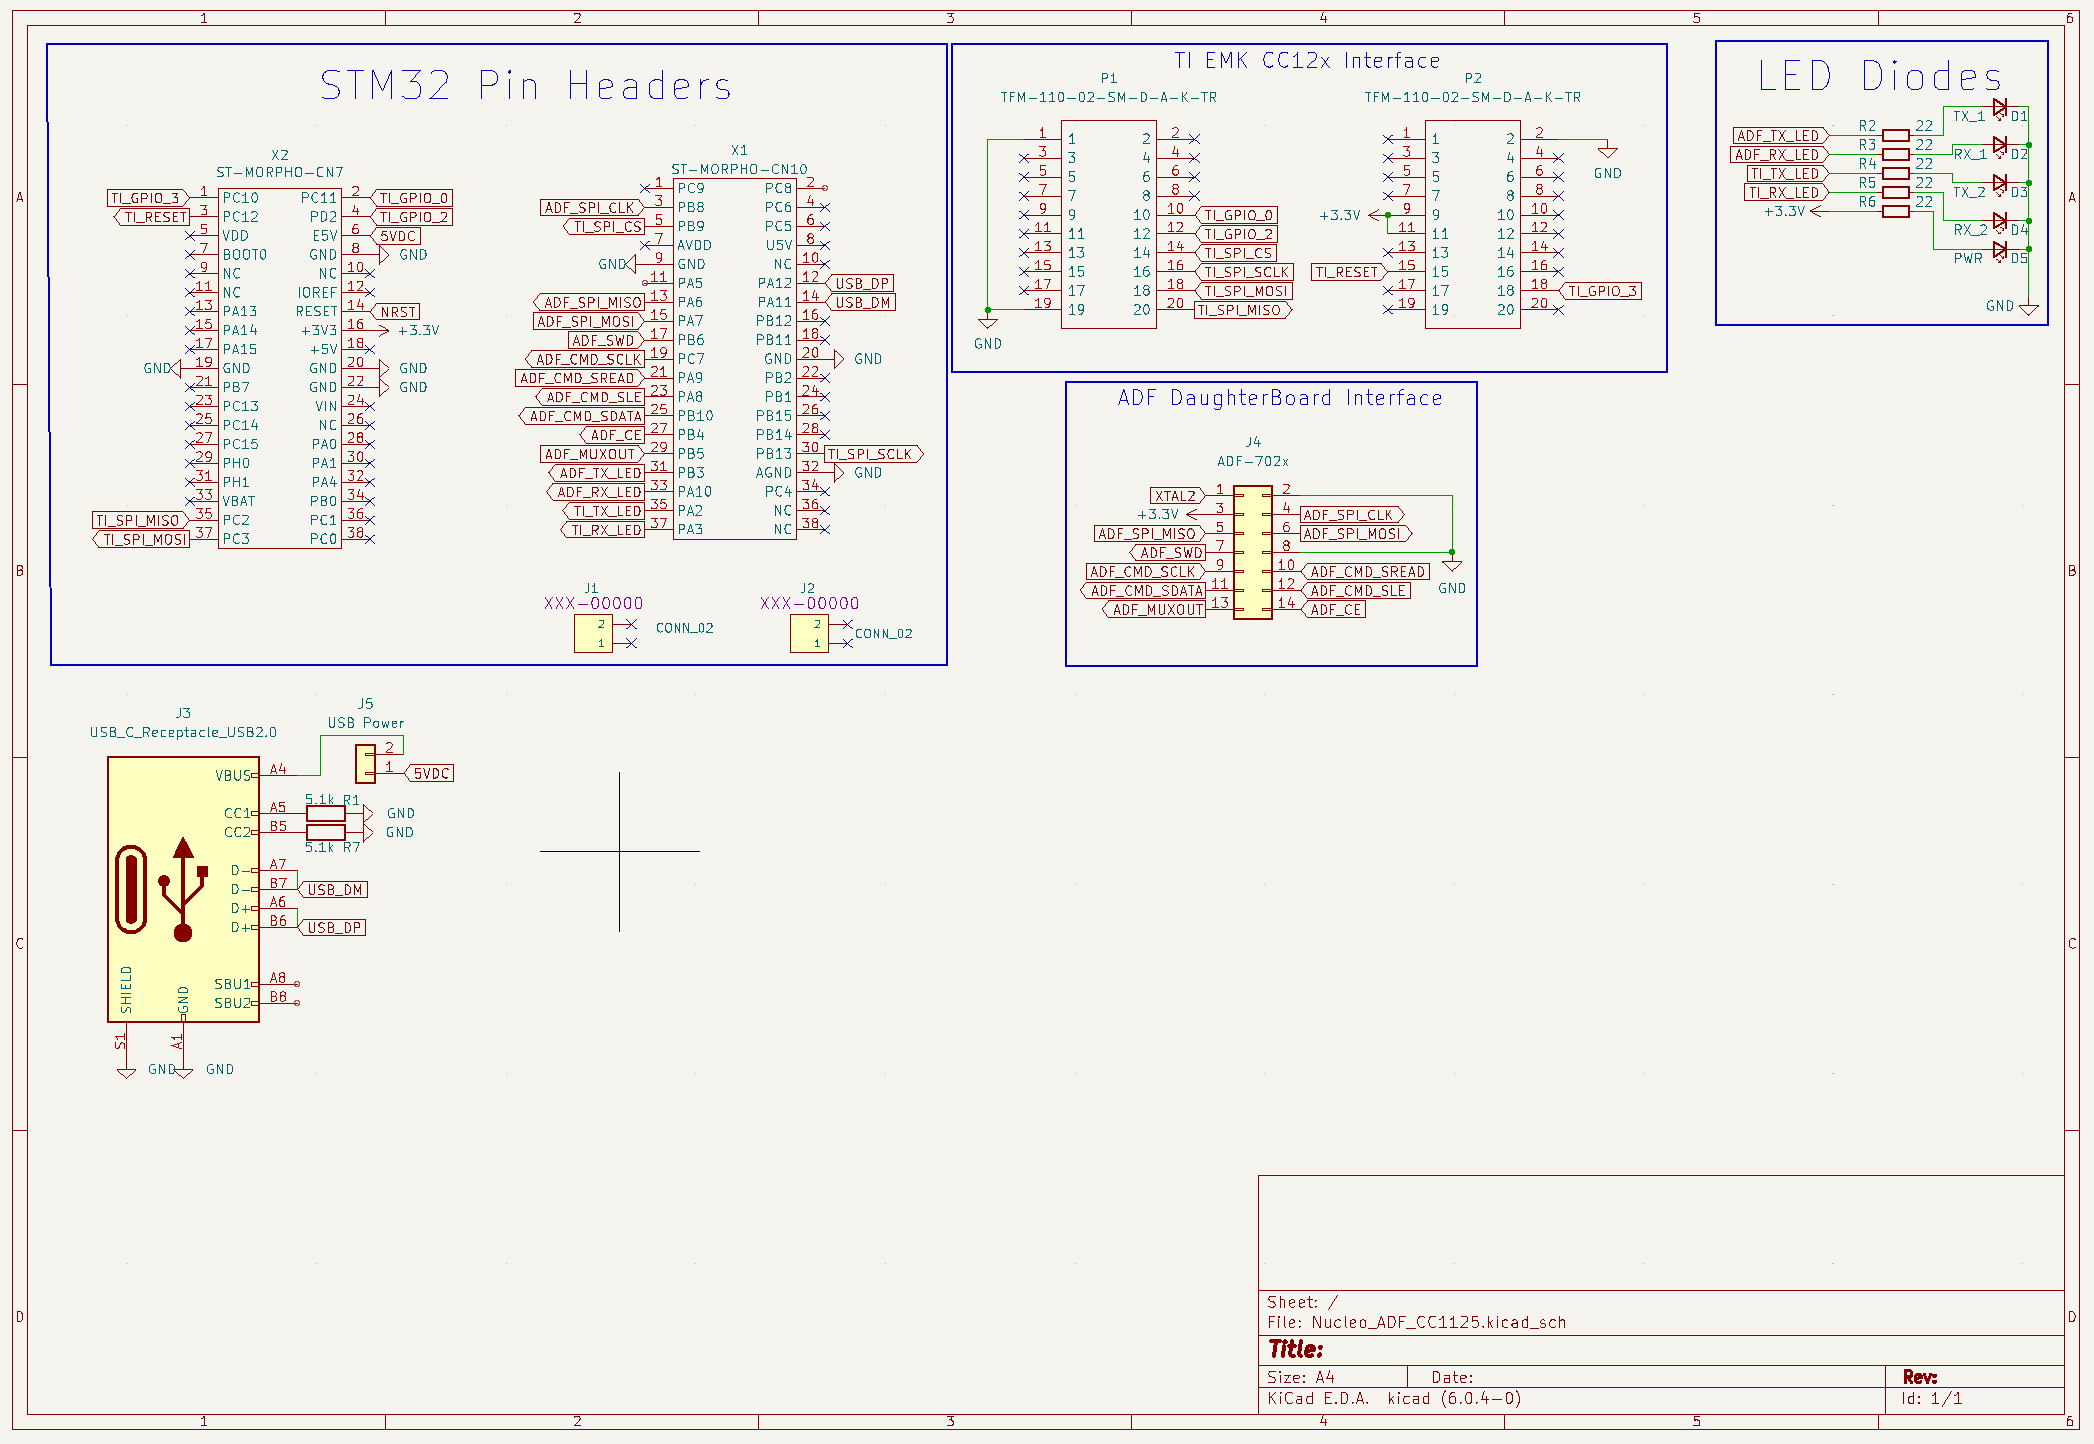 1 2 3 4 5 6
A
B
C
D
STM32 Pin Headers
X2
ST-MORPHO-CN7
TI_GPIO_3 1 PC10 PC11 2 TI_GPIO_0
TI_RESET 3 PC12 PD2 4 TI_GPIO_2
5 VDD E5V 6 5VDC
7 BOOT0 GND 8 GND
9 NC NC 10
11 NC IOREF 12
13 PA13 RESET 14 NRST
15 PA14 +3V3 16 +3.3V
17 PA15 +5V 18
GND 19 GND GND 20 GND
21 PB7 GND 22 GND
23 PC13 VIN 24
25 PC14 NC 26
27 PC15 PA0 28
29 PH0 PA1 30
31 PH1 PA4 32
33 VBAT PB0 34
TI_SPI_MISO 35 PC2 PC1 36
TI_SPI_MOSI 37 PC3 PC0 38
X1
ST-MORPHO-CN10
1 PC9 PC8 2
ADF_SPI_CLK 3 PB8 PC6 4
TI_SPI_CS 5 PB9 PC5 6
7 AVDD U5V 8
GND 9 GND NC 10
11 PA5 PA12 12 USB_DP
ADF_SPI_MISO 13 PA6 PA11 14 USB_DM
ADF_SPI_MOSI 15 PA7 PB12 16
ADF_SWD 17 PB6 PB11 18
ADF_CMD_SCLK 19 PC7 GND 20 GND
ADF_CMD_SREAD 21 PA9 PB2 22
ADF_CMD_SLE 23 PA8 PB1 24
ADF_CMD_SDATA 25 PB10 PB15 26
ADF_CE 27 PB4 PB14 28
ADF_MUXOUT 29 PB5 PB13 30 TI_SPI_SCLK
ADF_TX_LED 31 PB3 AGND 32 GND
ADF_RX_LED 33 PA10 PC4 34
TI_TX_LED 35 PA2 NC 36
TI_RX_LED 37 PA3 NC 38
J1
XXX-00000
2
1
CONN_02
J2
XXX-00000
2
1
CONN_02
TI EMK CC12x Interface
P1
TFM-110-02-SM-D-A-K-TR
1 1 2 2
3 3 4 4
5 5 6 6
7 7 8 8
9 9 10 10 TI_GPIO_0
11 11 12 12 TI_GPIO_2
13 13 14 14 TI_SPI_CS
15 15 16 16 TI_SPI_SCLK
17 17 18 18 TI_SPI_MOSI
19 19 20 20 TI_SPI_MISO
GND
P2
TFM-110-02-SM-D-A-K-TR
1 1 2 2
3 3 4 4
5 5 6 6
7 7 8 8
GND
+3.3V 9 9 10 10
11 11 12 12
13 13 14 14
TI_RESET 15 15 16 16
17 17 18 18 TI_GPIO_3
19 19 20 20
LED Diodes
ADF_TX_LED R2 22 TX_1 D1
ADF_RX_LED R3 22 RX_1 D2
TI_TX_LED R4 22 TX_2 D3
TI_RX_LED R5 22 RX_2 D4
+3.3V R6 22 PWR D5
GND
ADF DaughterBoard Interface
J4
ADF-702x
XTAL2 1 2
+3.3V 3 4 ADF_SPI_CLK
ADF_SPI_MISO 5 6 ADF_SPI_MOSI
ADF_SWD 7 8
ADF_CMD_SCLK 9 10 ADF_CMD_SREAD
ADF_CMD_SDATA 11 12 ADF_CMD_SLE
ADF_MUXOUT 13 14 ADF_CE
GND
J3
USB_C_Receptacle_USB2.0
J5
USB Power
2
1 5VDC
VBUS A4
CC1 A5 5.1k R1 GND
CC2 B5 5.1k R7 GND
D- A7
D- B7 USB_DM
D+ A6
D+ B6 USB_DP
SBU1 A8
SBU2 B8
SHIELD GND
S1 A1
GND GND
Sheet: /
File: Nucleo_ADF_CC1125.kicad_sch
Title:
Size: A4 Date: Rev:
KiCad E.D.A. kicad (6.0.4-0) Id: 1/1
A
B
C
D
1 2 3 4 5 6